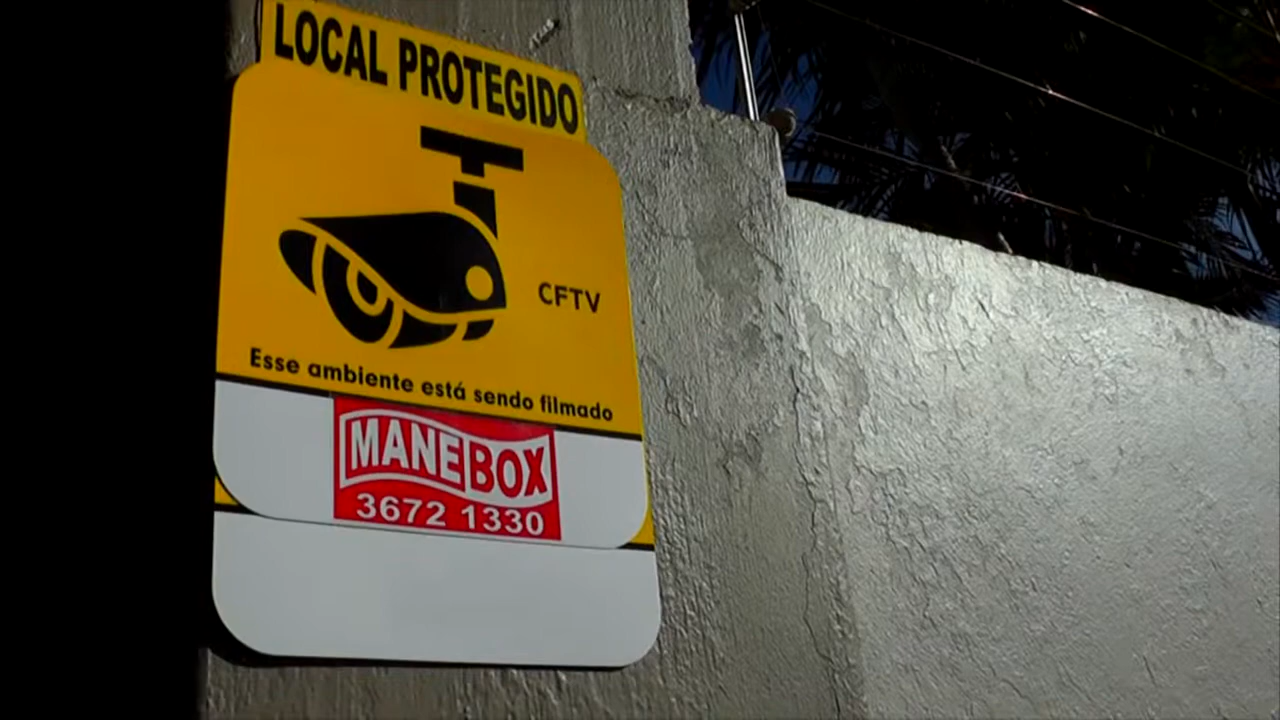 LOCAL PROTEGIDO
CFTV
Esse ambiente está sendo filmado
MANEBOX
3672 1330